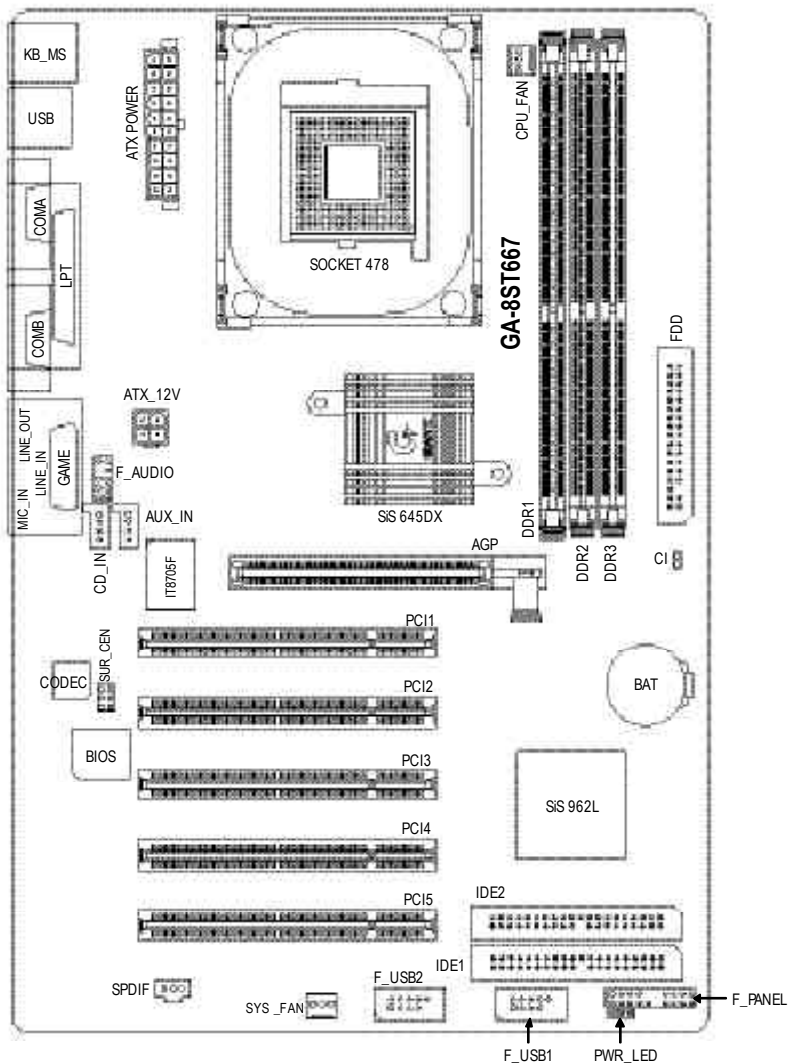 KB_MS
USB
ATX POWER
CPU_FAN
COMA
LPT
COMB
SOCKET 478
GA-8ST667
FDD
ATX_12V
LINE_OUT
MIC_IN
LINE_IN
GAME
F_AUDIO
AUX_IN
CD_IN
IT8705F
SiS 645DX
DDR1
DDR2
DDR3
AGP
CI
PCI1
CODEC
SUR_CEN
PCI2
BAT
BIOS
PCI3
SiS 962L
PCI4
PCI5
IDE2
IDE1
SPDIF
SYS _FAN
F_USB2
F_PANEL
F_USB1
PWR_LED